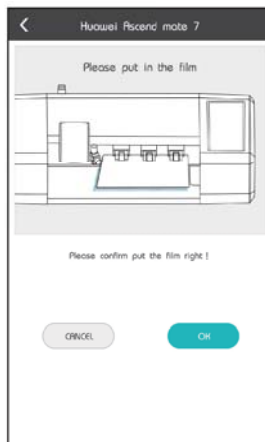 Huawei Ascend mate 7
Please put in the film
Please confirm put the film right !
CANCEL
OK